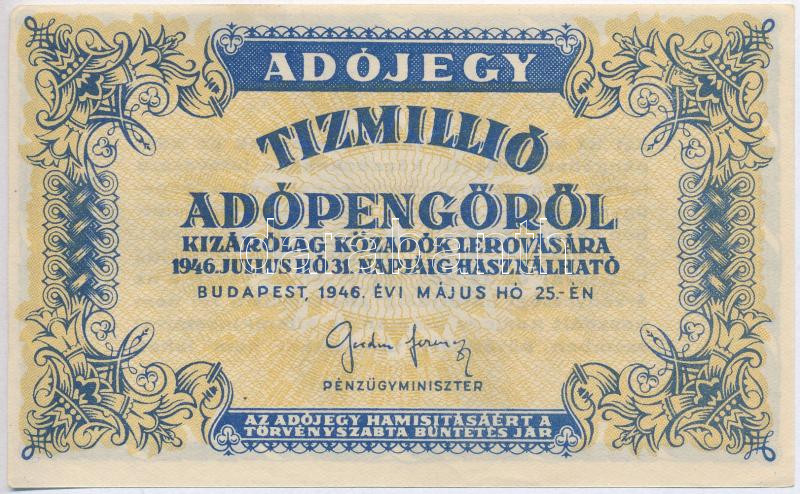 ADÓJEGY
TIZMILLIÓ
ADÓPENGŐRŐL
KIZÁRÓLAG KÖZADÓK LEROVÁSÁRA
1946. JULIUS HÓ 31. NAPJÁIG HASZNÁLHATÓ
BUDAPEST, 1946. ÉVI MÁJUS HÓ 25.-ÉN
PÉNZÜGYMINISZTER
AZ ADÓJEGY HAMISITÁSÁÉRT A
TÖRVÉNYSZABTA BÜNTETÉS JÁR